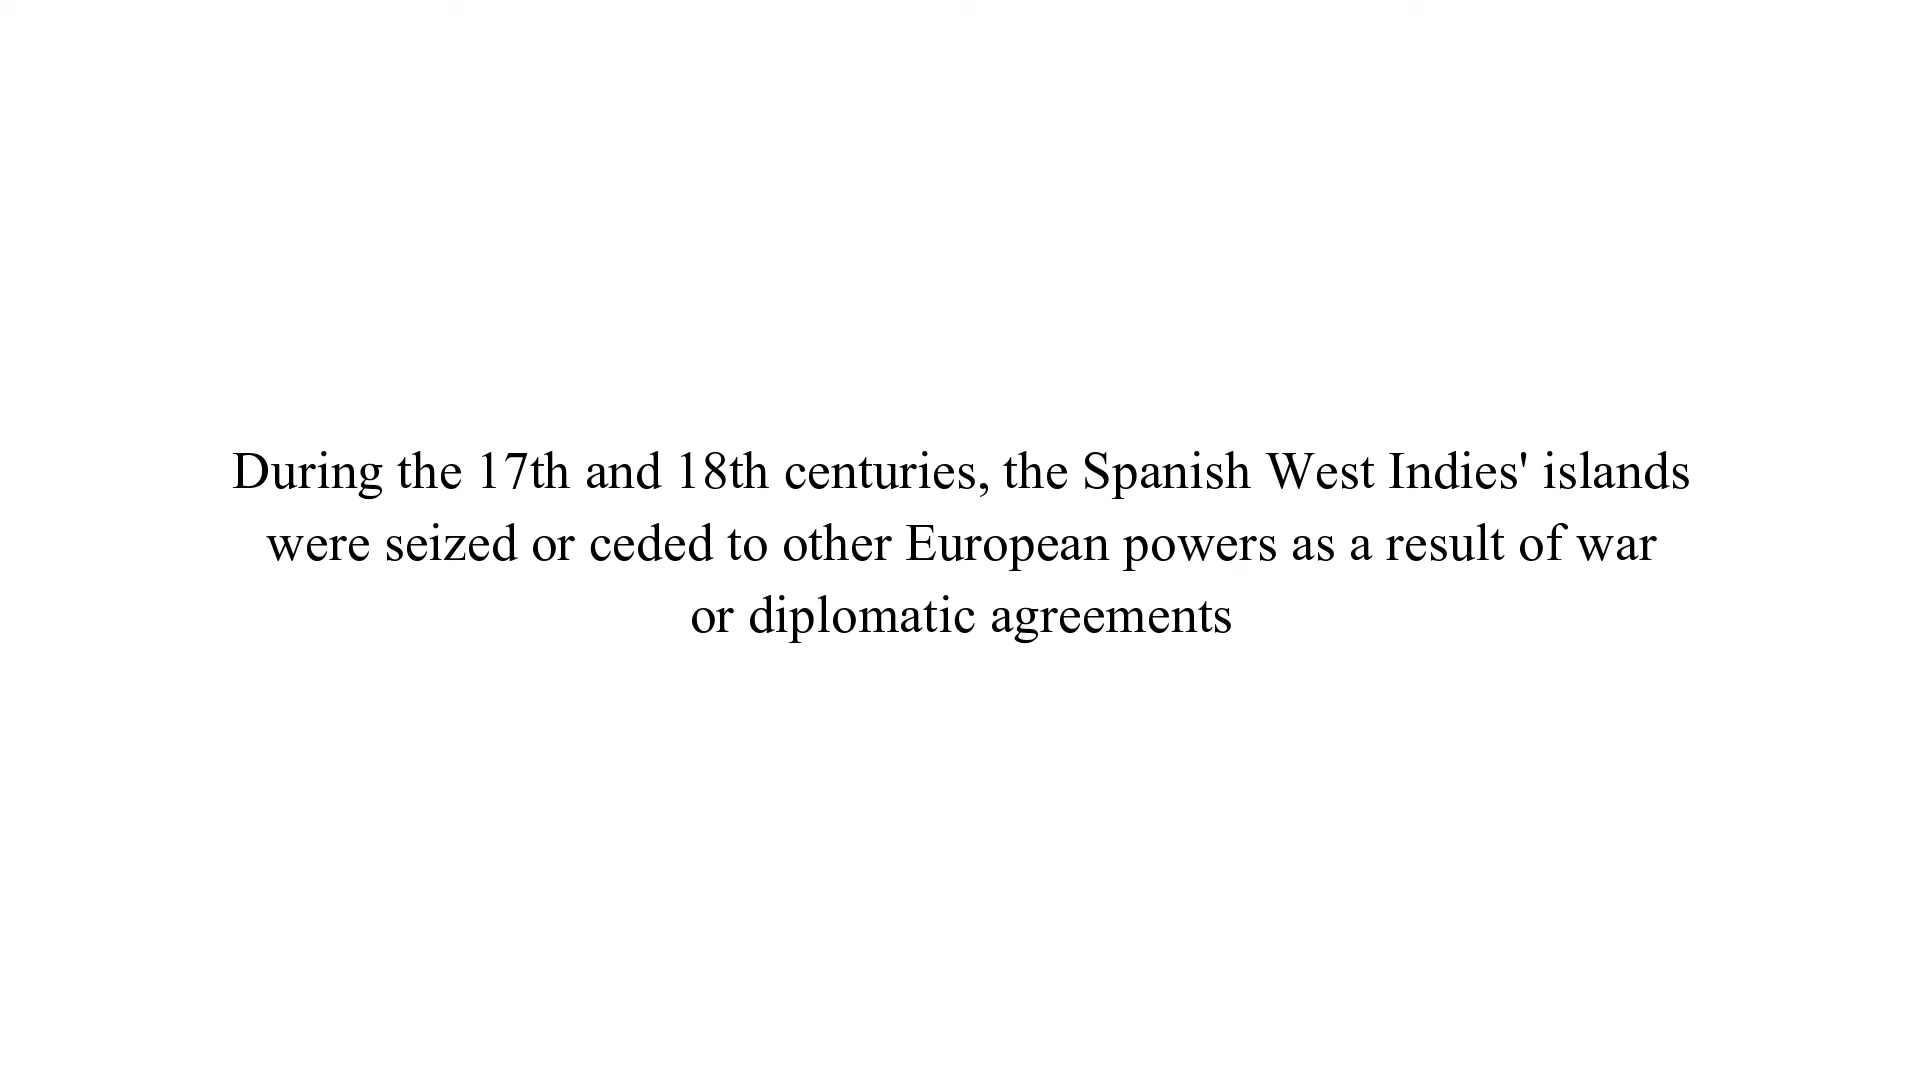 During the 17th and 18th centuries, the Spanish West Indies' islands
were seized or ceded to other European powers as a result of war
or diplomatic agreements